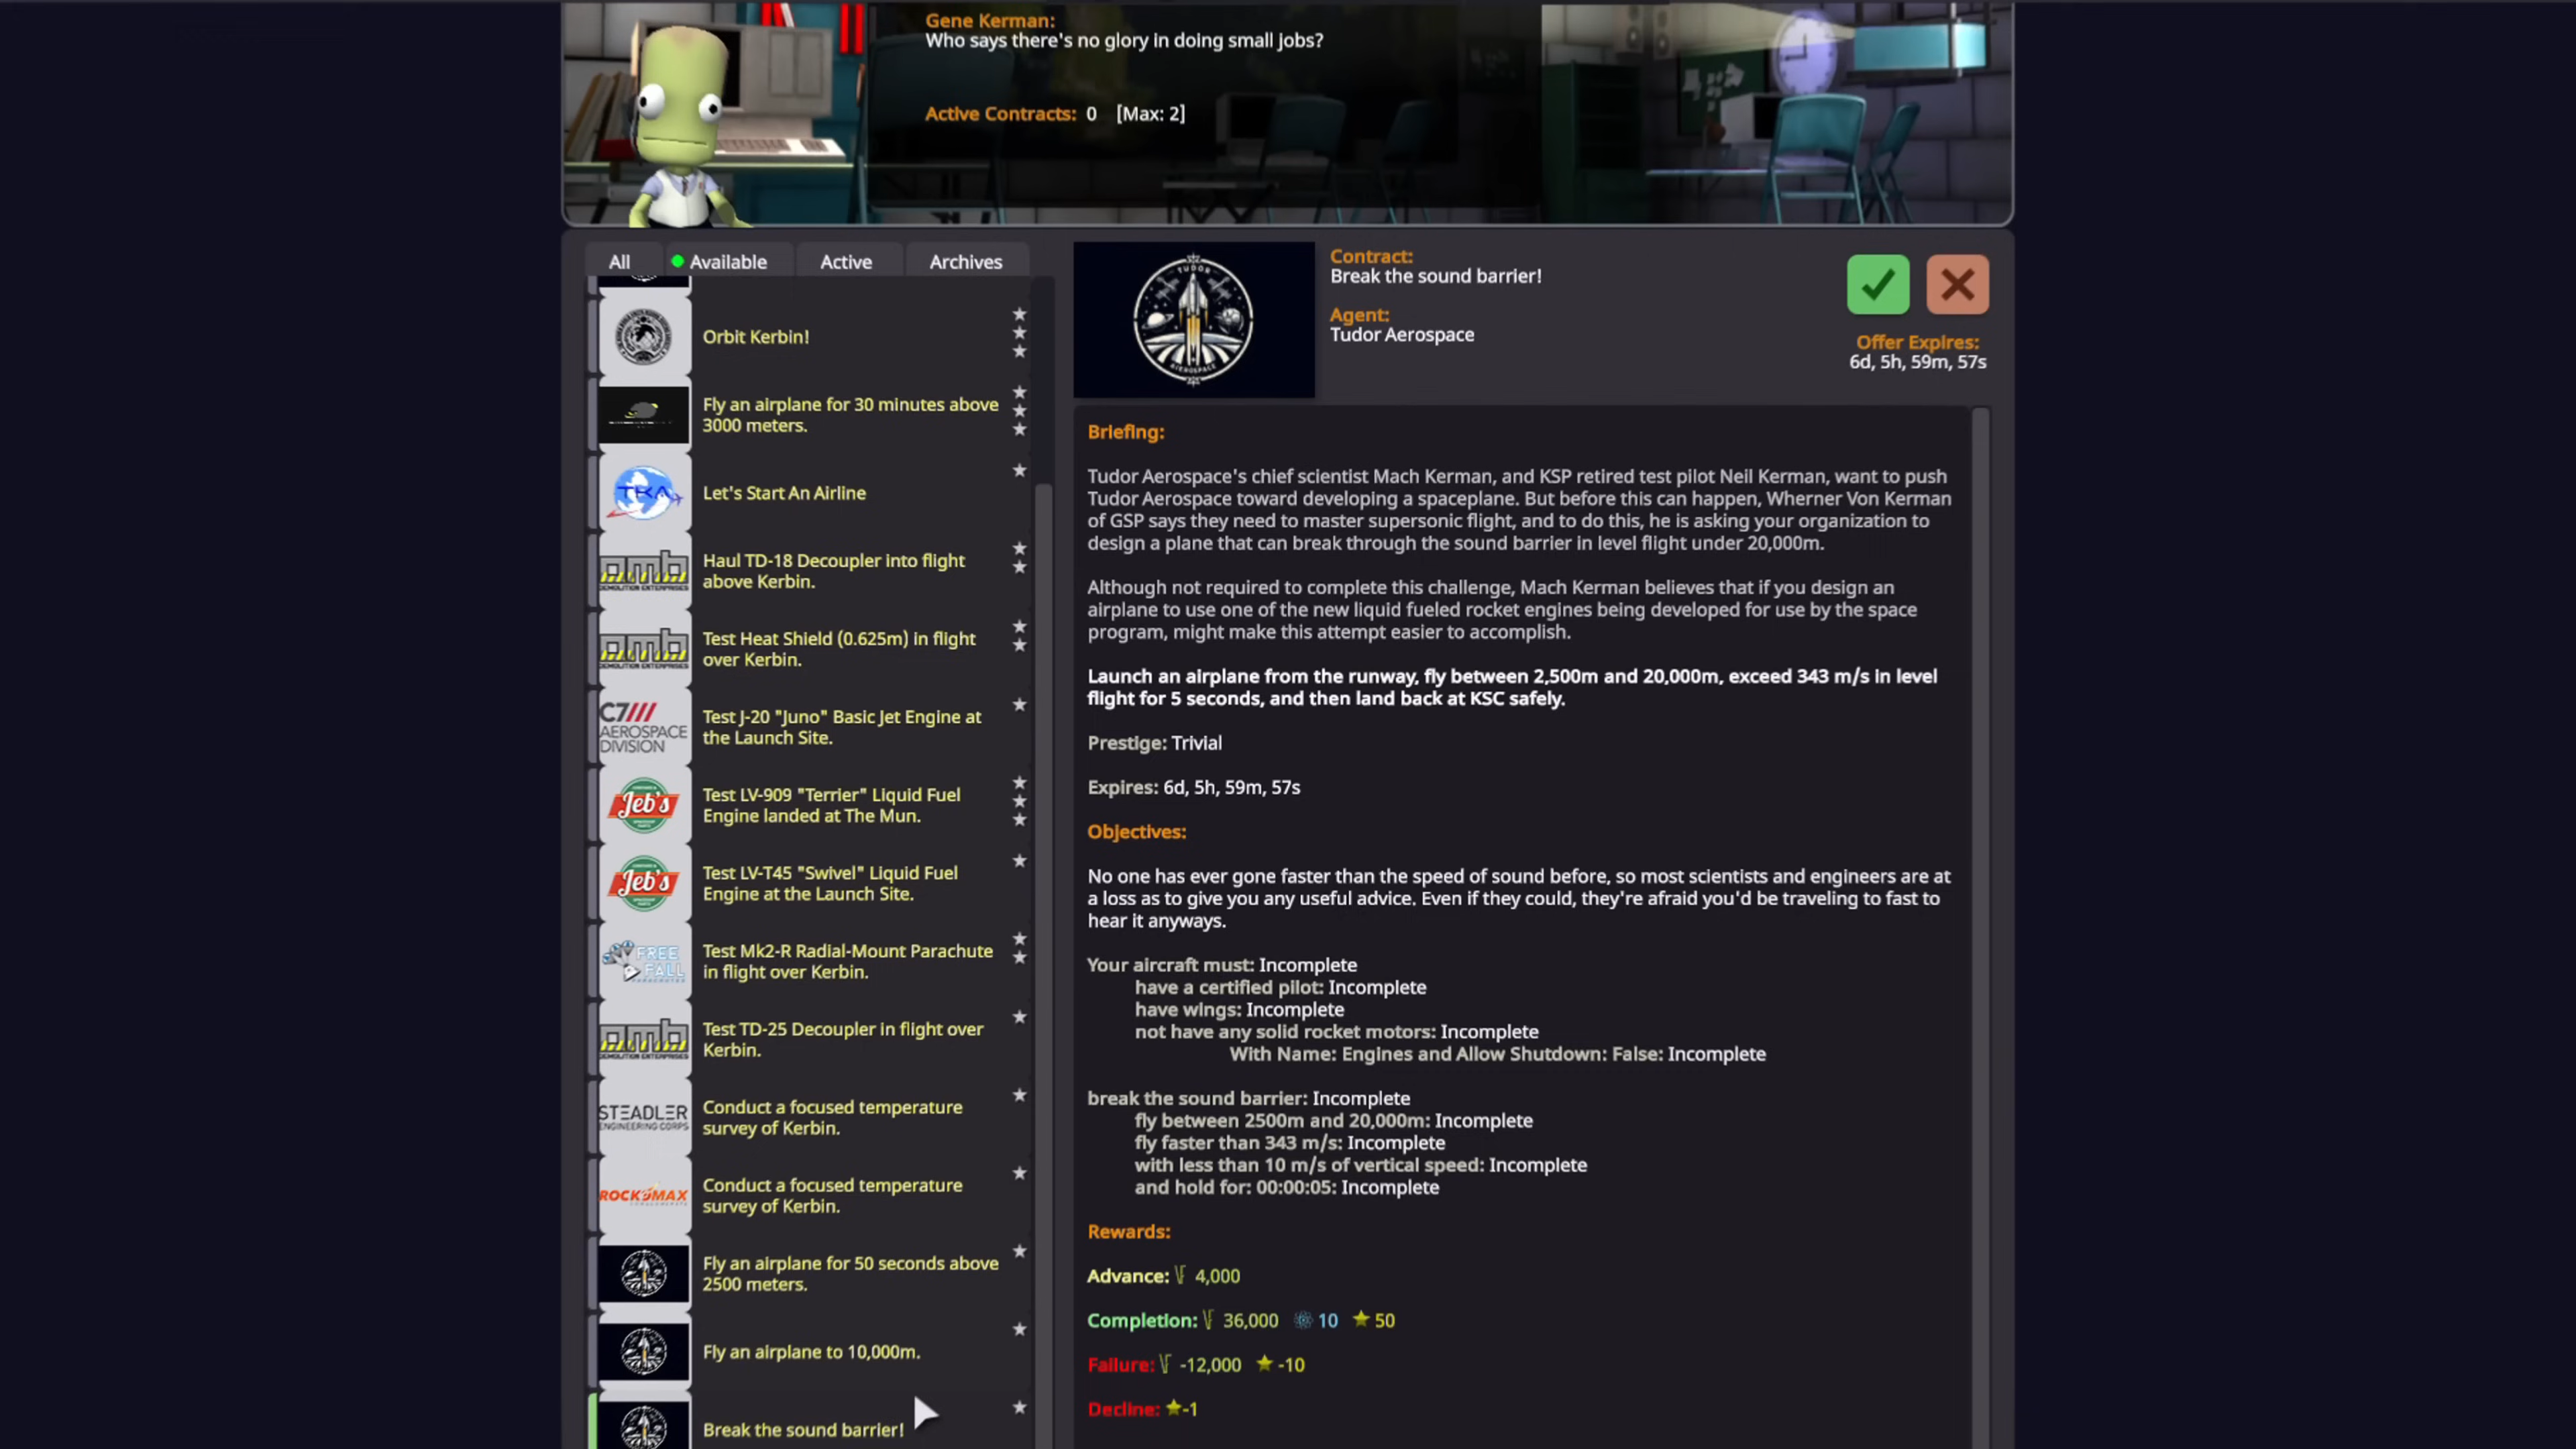 Gene Kerman:
Who says there's no glory in doing small jobs?
Active Contracts: 0 [Max: 2]
All
Available
Active
Archives
Orbit Kerbin!
Fly an airplane for 30 minutes above
3000 meters.
TKA
Let's Start An Airline
DEMOLITION ENTERPRISES
Haul TD-18 Decoupler into flight
above Kerbin.
DEMOLITION ENTERPRISES
Test Heat Shield (0.625m) in flight
over Kerbin.
C7///
AEROSPACE
DIVISION
Test J-20 "Juno" Basic Jet Engine at
the Launch Site.
Jeb's
Test LV-909 "Terrier" Liquid Fuel
Engine landed at The Mun.
Jeb's
Test LV-T45 "Swivel" Liquid Fuel
Engine at the Launch Site.
FREE
FALL
Test Mk2-R Radial-Mount Parachute
in flight over Kerbin.
DEMOLITION ENTERPRISES
Test TD-25 Decoupler in flight over
Kerbin.
STEADLER
ENGINEERING CORPS
Conduct a focused temperature
survey of Kerbin.
ROCKOMAX
Conduct a focused temperature
survey of Kerbin.
Fly an airplane for 50 seconds above
2500 meters.
Fly an airplane to 10,000m.
Break the sound barrier!
TUDOR
AEROSPACE
Contract:
Break the sound barrier!
Agent:
Tudor Aerospace
Offer Expires:
6d, 5h, 59m, 57s
Briefing:
Tudor Aerospace's chief scientist Mach Kerman, and KSP retired test pilot Neil Kerman, want to push
Tudor Aerospace toward developing a spaceplane. But before this can happen, Wherner Von Kerman
of GSP says they need to master supersonic flight, and to do this, he is asking your organization to
design a plane that can break through the sound barrier in level flight under 20,000m.
Although not required to complete this challenge, Mach Kerman believes that if you design an
airplane to use one of the new liquid fueled rocket engines being developed for use by the space
program, might make this attempt easier to accomplish.
Launch an airplane from the runway, fly between 2,500m and 20,000m, exceed 343 m/s in level
flight for 5 seconds, and then land back at KSC safely.
Prestige: Trivial
Expires: 6d, 5h, 59m, 57s
Objectives:
No one has ever gone faster than the speed of sound before, so most scientists and engineers are at
a loss as to give you any useful advice. Even if they could, they're afraid you'd be traveling to fast to
hear it anyways.
Your aircraft must: Incomplete
have a certified pilot: Incomplete
have wings: Incomplete
not have any solid rocket motors: Incomplete
With Name: Engines and Allow Shutdown: False: Incomplete
break the sound barrier: Incomplete
fly between 2500m and 20,000m: Incomplete
fly faster than 343 m/s: Incomplete
with less than 10 m/s of vertical speed: Incomplete
and hold for: 00:00:05: Incomplete
Rewards:
Advance: 4,000
Completion: 36,000 10 50
Failure: -12,000 -10
Decline: -1